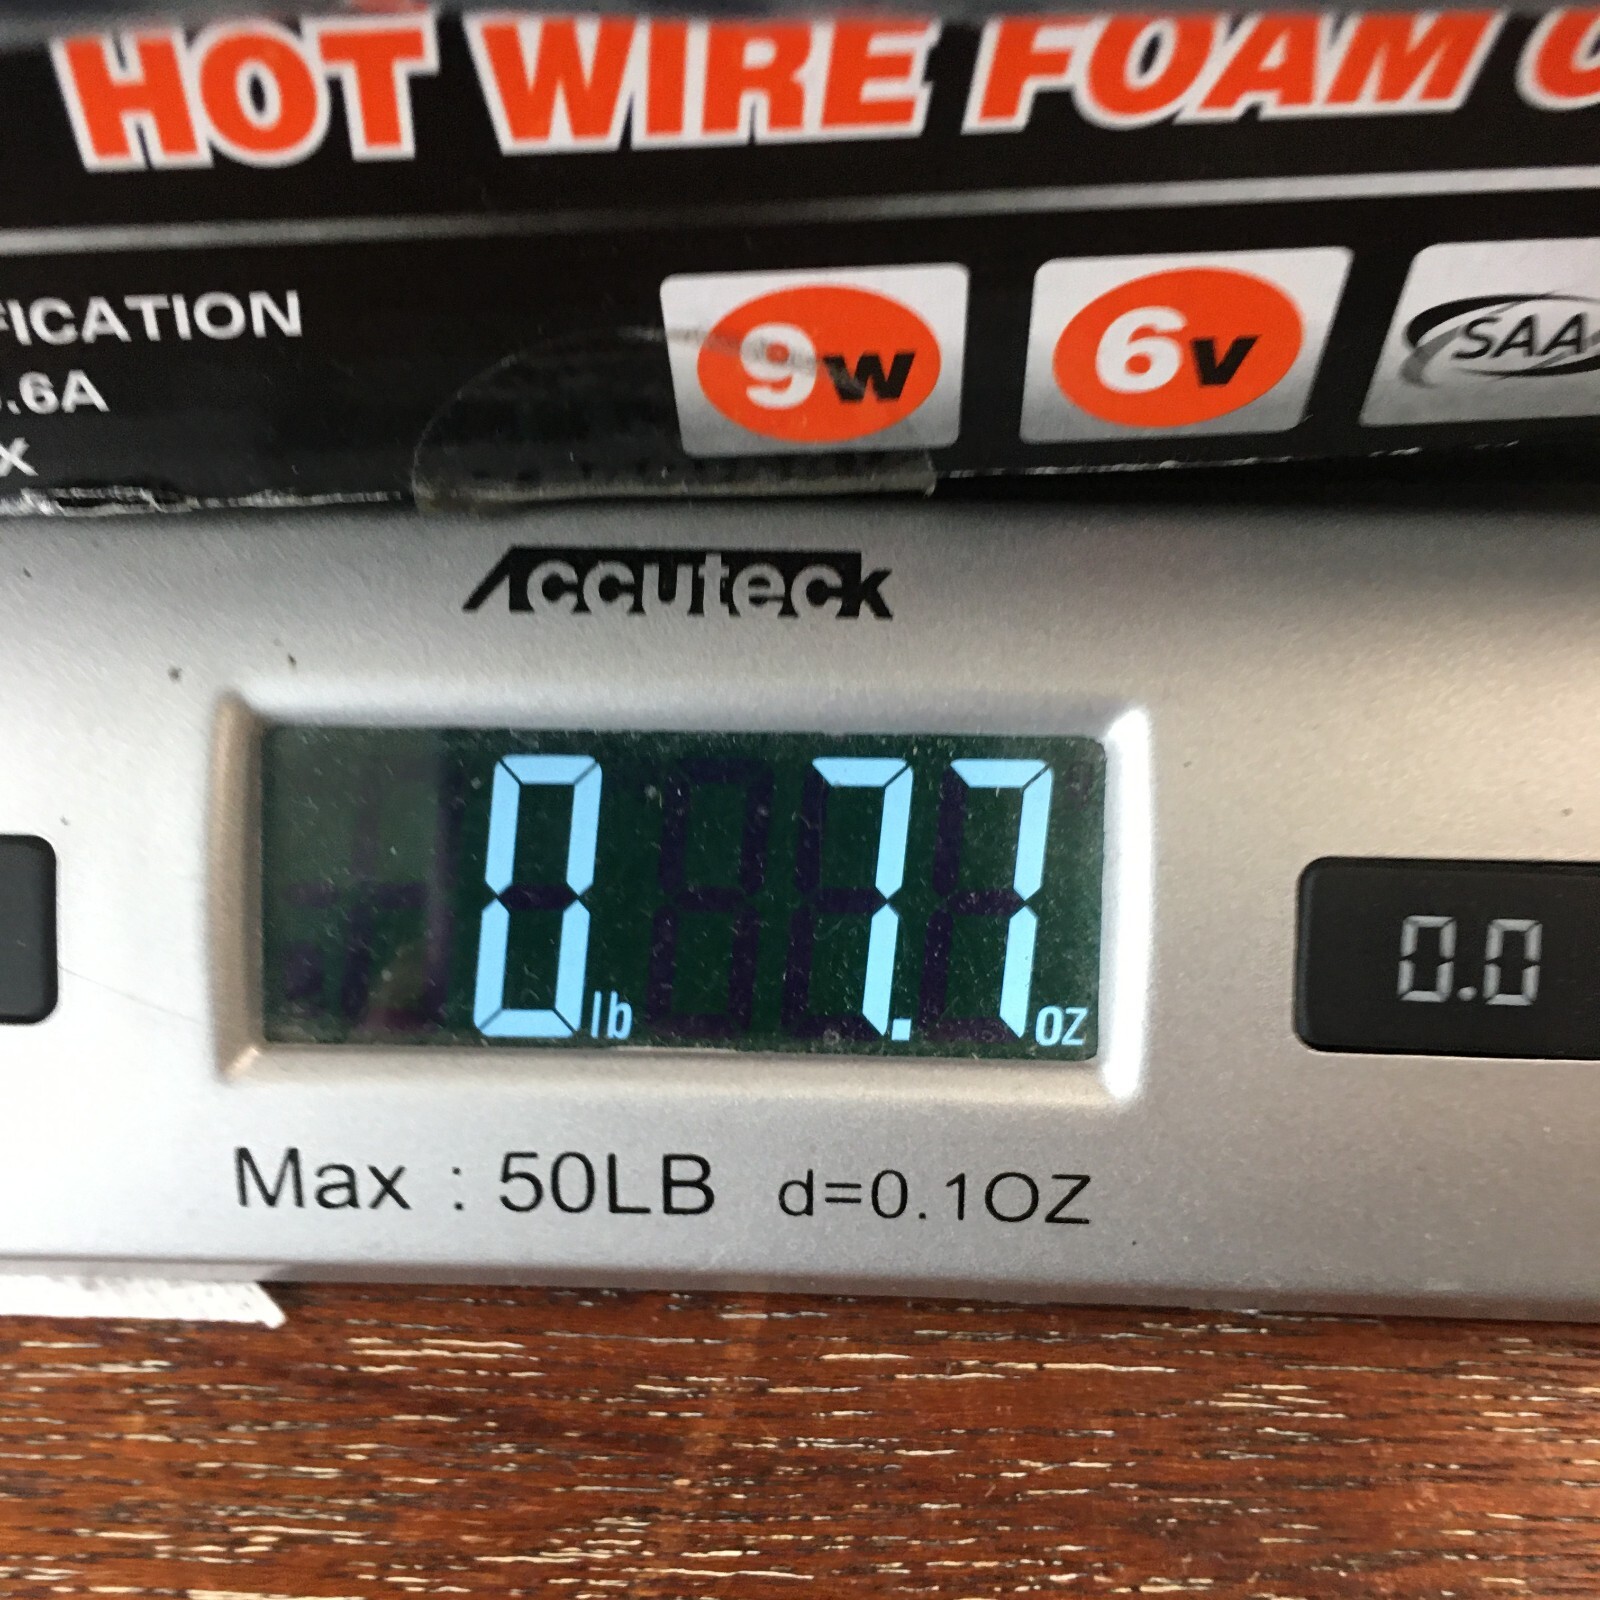 HOT WIRE FOAM C
FICATION
.6A
X
9w
6v
SAA
Accuteck
0 lb 7.7 oz
0.0
Max : 50LB d=0.1OZ